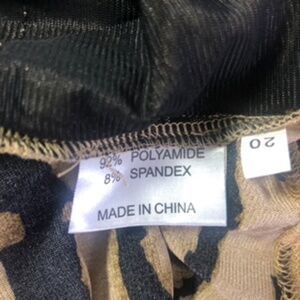 92% POLYAMIDE
8% SPANDEX
MADE IN CHINA
20